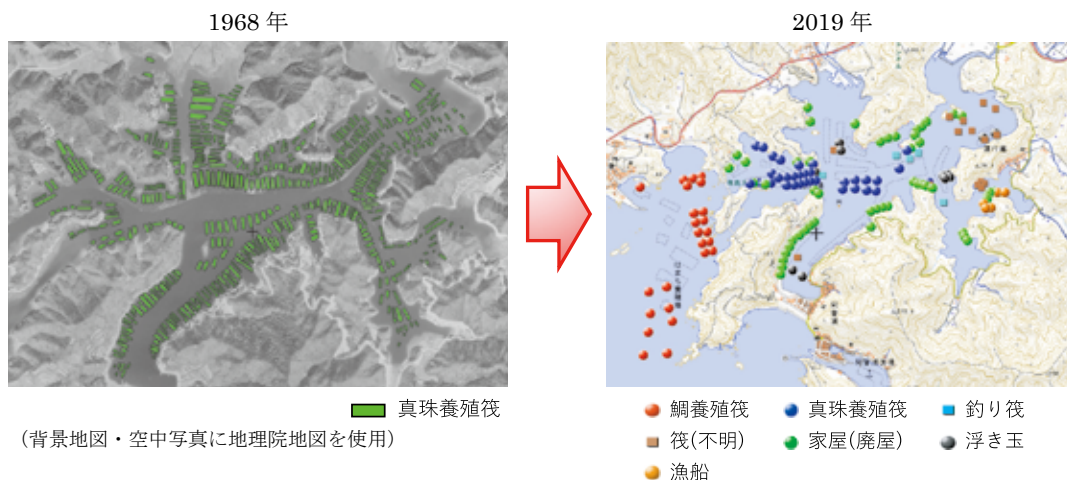 1968 年
2019 年
真珠養殖筏
（背景地図・空中写真に地理院地図を使用）
鯛養殖筏
真珠養殖筏
釣り筏
筏(不明)
家屋(廃屋)
浮き玉
漁船